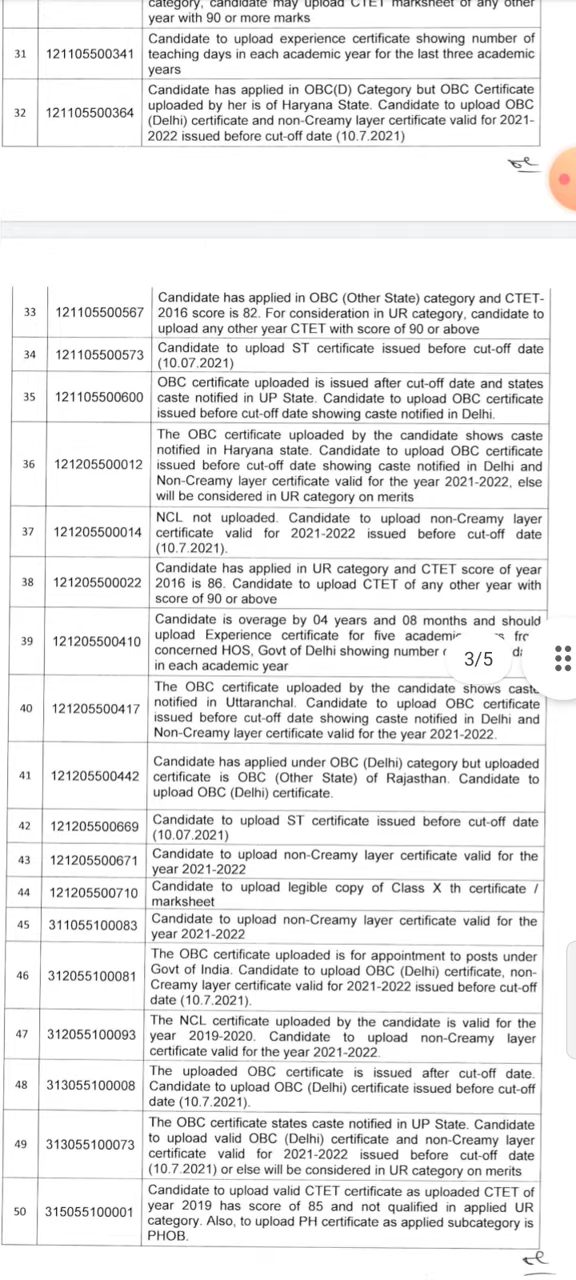 category, candidate may upload CTET marksheet of any other
year with 90 or more marks
31 121105500341 Candidate to upload experience certificate showing number of
teaching days in each academic year for the last three academic
years
32 121105500364 Candidate has applied in OBC(D) Category but OBC Certificate
uploaded by her is of Haryana State. Candidate to upload OBC
(Delhi) certificate and non-Creamy layer certificate valid for 2021-
2022 issued before cut-off date (10.7.2021)
33 121105500567 Candidate has applied in OBC (Other State) category and CTET-
2016 score is 82. For consideration in UR category, candidate to
upload any other year CTET with score of 90 or above
34 121105500573 Candidate to upload ST certificate issued before cut-off date
(10.07.2021)
35 121105500600 OBC certificate uploaded is issued after cut-off date and states
caste notified in UP State. Candidate to upload OBC certificate
issued before cut-off date showing caste notified in Delhi.
36 121205500012 The OBC certificate uploaded by the candidate shows caste
notified in Haryana state. Candidate to upload OBC certificate
issued before cut-off date showing caste notified in Delhi and
Non-Creamy layer certificate valid for the year 2021-2022, else
will be considered in UR category on merits
37 121205500014 NCL not uploaded. Candidate to upload non-Creamy layer
certificate valid for 2021-2022 issued before cut-off date
(10.7.2021).
38 121205500022 Candidate has applied in UR category and CTET score of year
2016 is 86. Candidate to upload CTET of any other year with
score of 90 or above
39 121205500410 Candidate is overage by 04 years and 08 months and should
upload Experience certificate for five academic
concerned HOS, Govt of Delhi showing number
in each academic year
3/5
40 121205500417 The OBC certificate uploaded by the candidate shows caste
notified in Uttaranchal. Candidate to upload OBC certificate
issued before cut-off date showing caste notified in Delhi and
Non-Creamy layer certificate valid for the year 2021-2022.
41 121205500442 Candidate has applied under OBC (Delhi) category but uploaded
certificate is OBC (Other State) of Rajasthan. Candidate to
upload OBC (Delhi) certificate.
42 121205500669 Candidate to upload ST certificate issued before cut-off date
(10.07.2021)
43 121205500671 Candidate to upload non-Creamy layer certificate valid for the
year 2021-2022
44 121205500710 Candidate to upload legible copy of Class X th certificate /
marksheet
45 311055100083 Candidate to upload non-Creamy layer certificate valid for the
year 2021-2022
46 312055100081 The OBC certificate uploaded is for appointment to posts under
Govt of India. Candidate to upload OBC (Delhi) certificate, non-
Creamy layer certificate valid for 2021-2022 issued before cut-off
date (10.7.2021).
47 312055100093 The NCL certificate uploaded by the candidate is valid for the
year 2019-2020. Candidate to upload non-Creamy layer
certificate valid for the year 2021-2022.
48 313055100008 The uploaded OBC certificate is issued after cut-off date.
Candidate to upload OBC (Delhi) certificate issued before cut-off
date (10.7.2021).
49 313055100073 The OBC certificate states caste notified in UP State. Candidate
to upload valid OBC (Delhi) certificate and non-Creamy layer
certificate valid for 2021-2022 issued before cut-off date
(10.7.2021) or else will be considered in UR category on merits
50 315055100001 Candidate to upload valid CTET certificate as uploaded CTET of
year 2019 has score of 85 and not qualified in applied UR
category. Also, to upload PH certificate as applied subcategory is
PHOB.